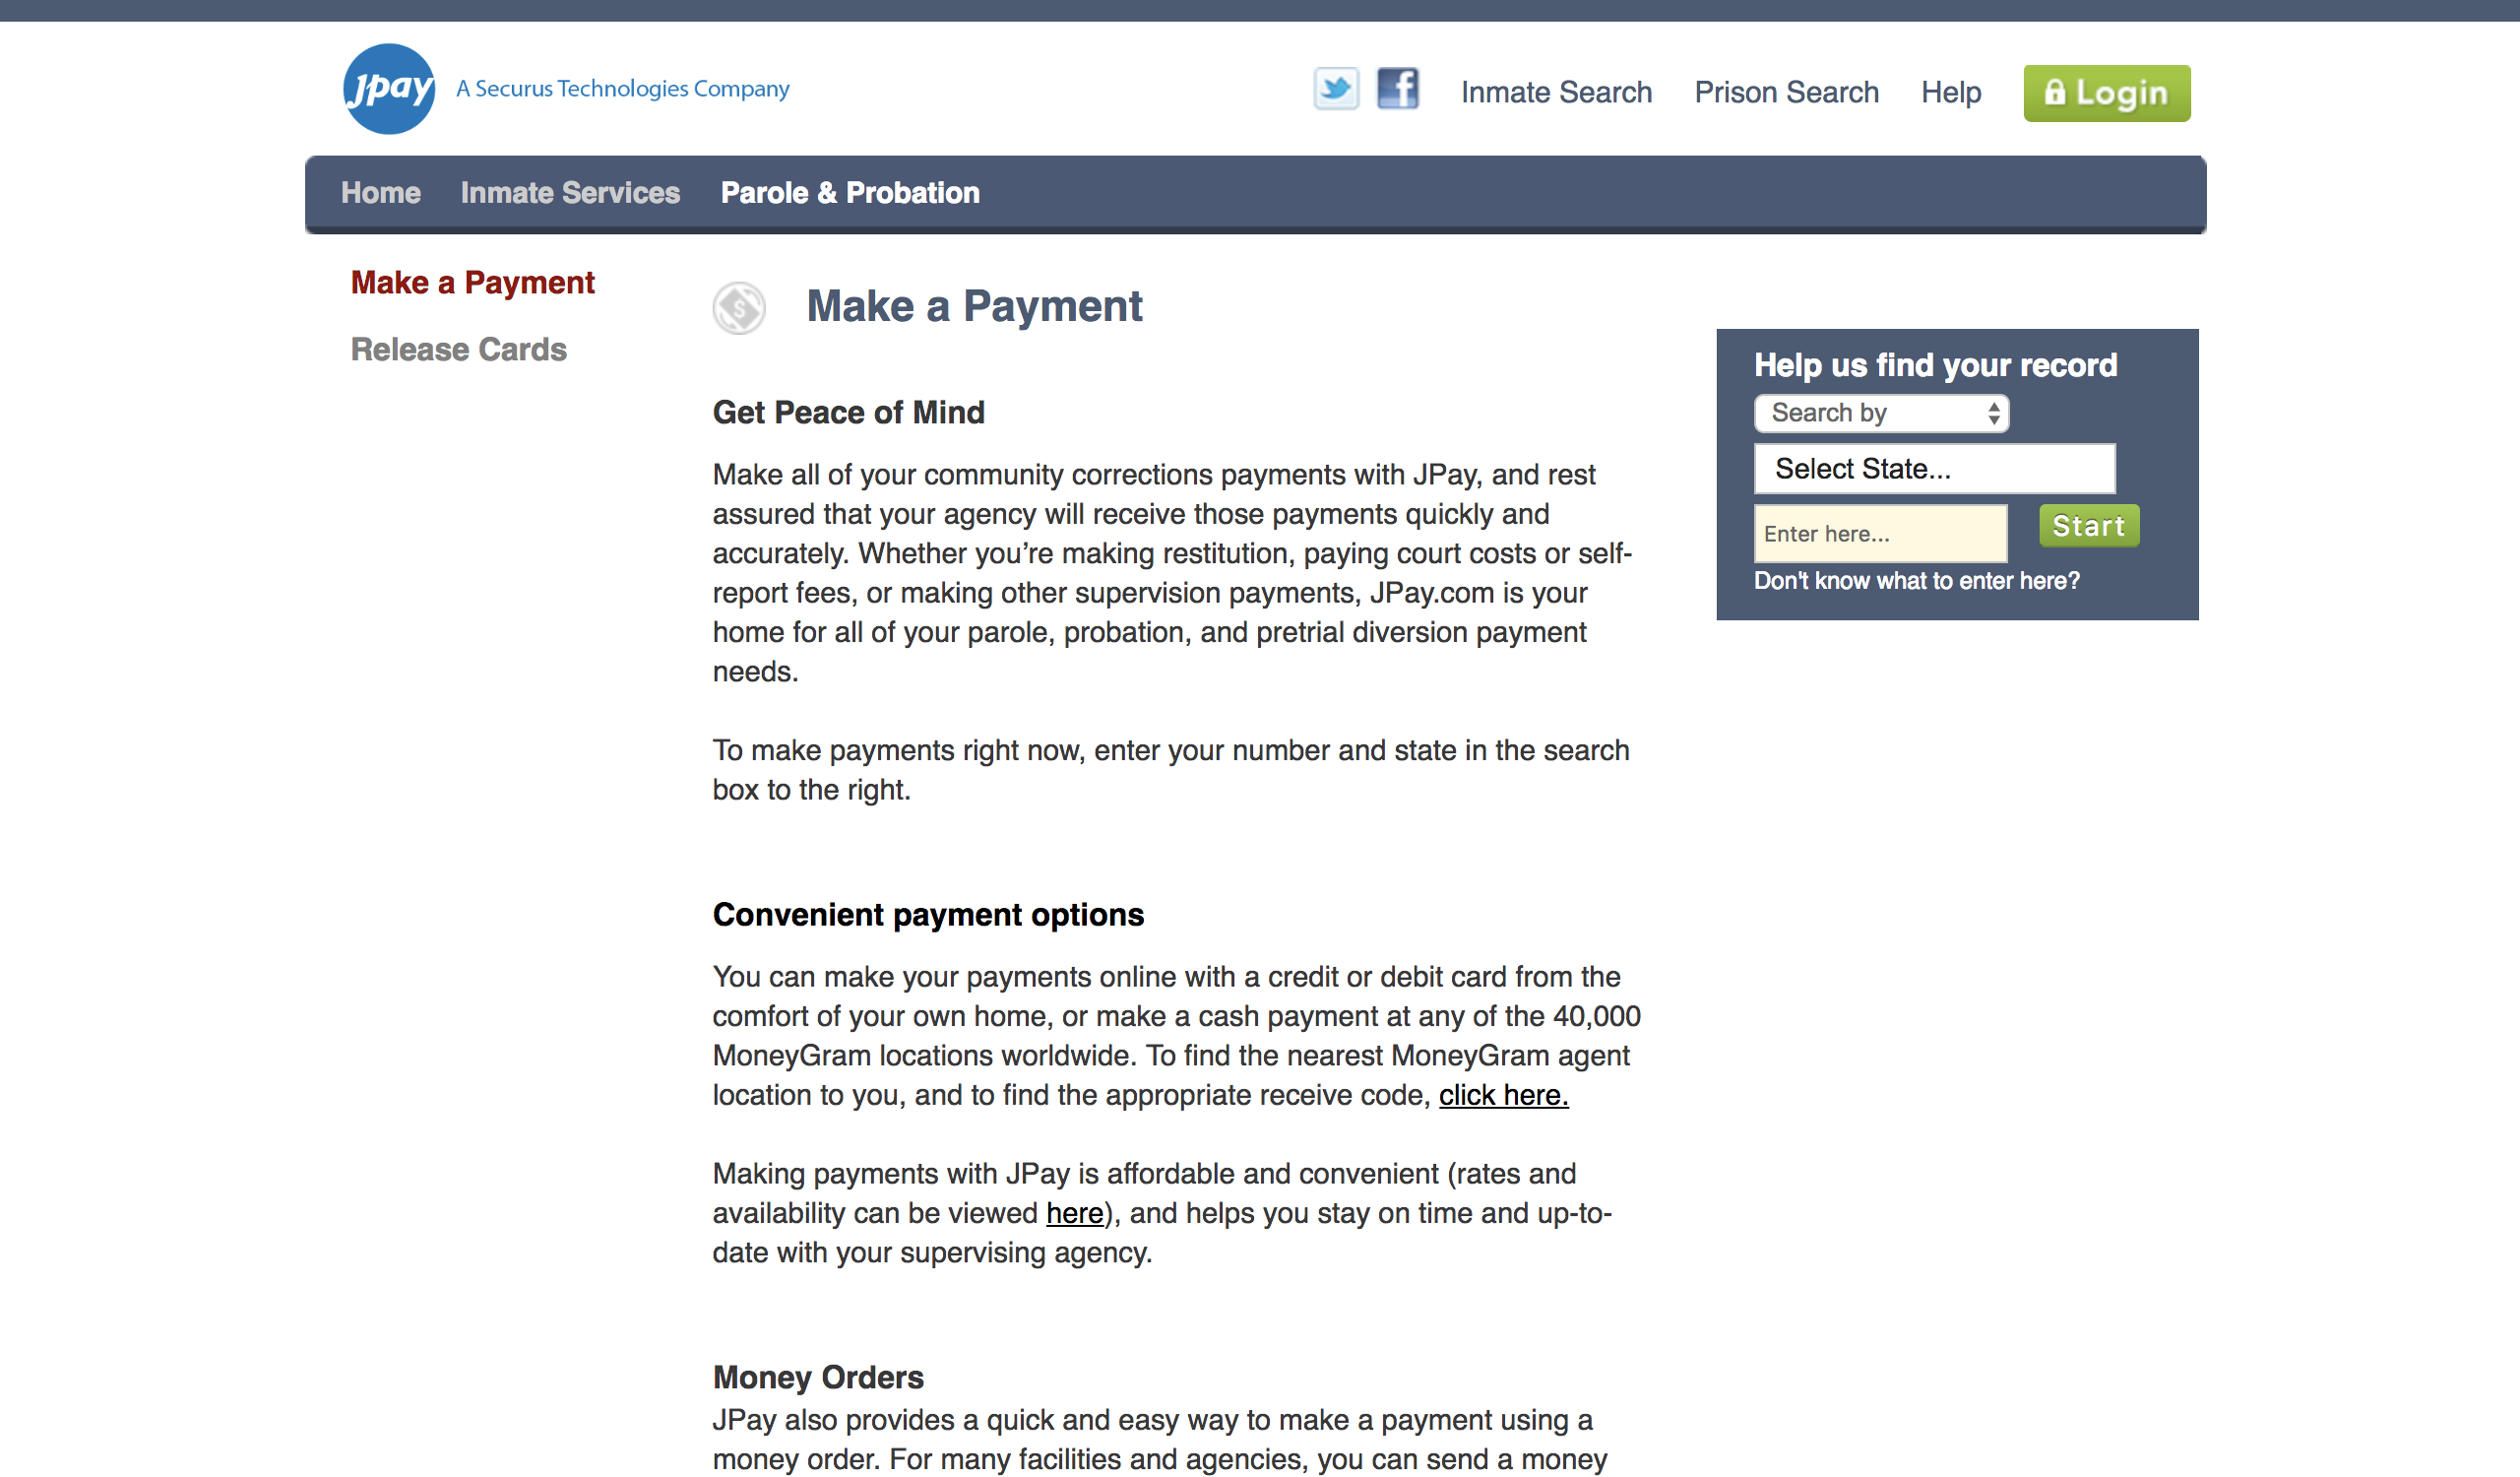 Jpay
A Securus Technologies Company
Inmate Search
Prison Search
Help
Login
Home
Inmate Services
Parole & Probation
Make a Payment
Release Cards
Make a Payment
Get Peace of Mind
Make all of your community corrections payments with JPay, and rest
assured that your agency will receive those payments quickly and
accurately. Whether you’re making restitution, paying court costs or self-
report fees, or making other supervision payments, JPay.com is your
home for all of your parole, probation, and pretrial diversion payment
needs.
To make payments right now, enter your number and state in the search
box to the right.
Convenient payment options
You can make your payments online with a credit or debit card from the
comfort of your own home, or make a cash payment at any of the 40,000
MoneyGram locations worldwide. To find the nearest MoneyGram agent
location to you, and to find the appropriate receive code, click here.
Making payments with JPay is affordable and convenient (rates and
availability can be viewed here), and helps you stay on time and up-to-
date with your supervising agency.
Money Orders
JPay also provides a quick and easy way to make a payment using a
money order. For many facilities and agencies, you can send a money
Help us find your record
Search by
Select State...
Enter here...
Start
Don't know what to enter here?